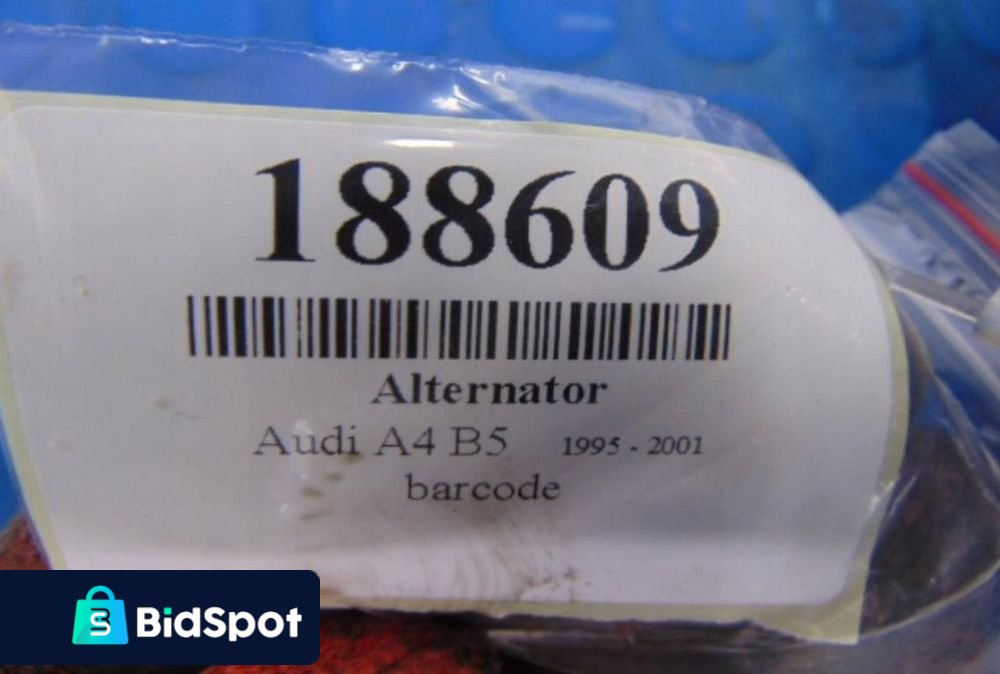 188609
Alternator
Audi A4 B5 1995 - 2001
barcode
BidSpot